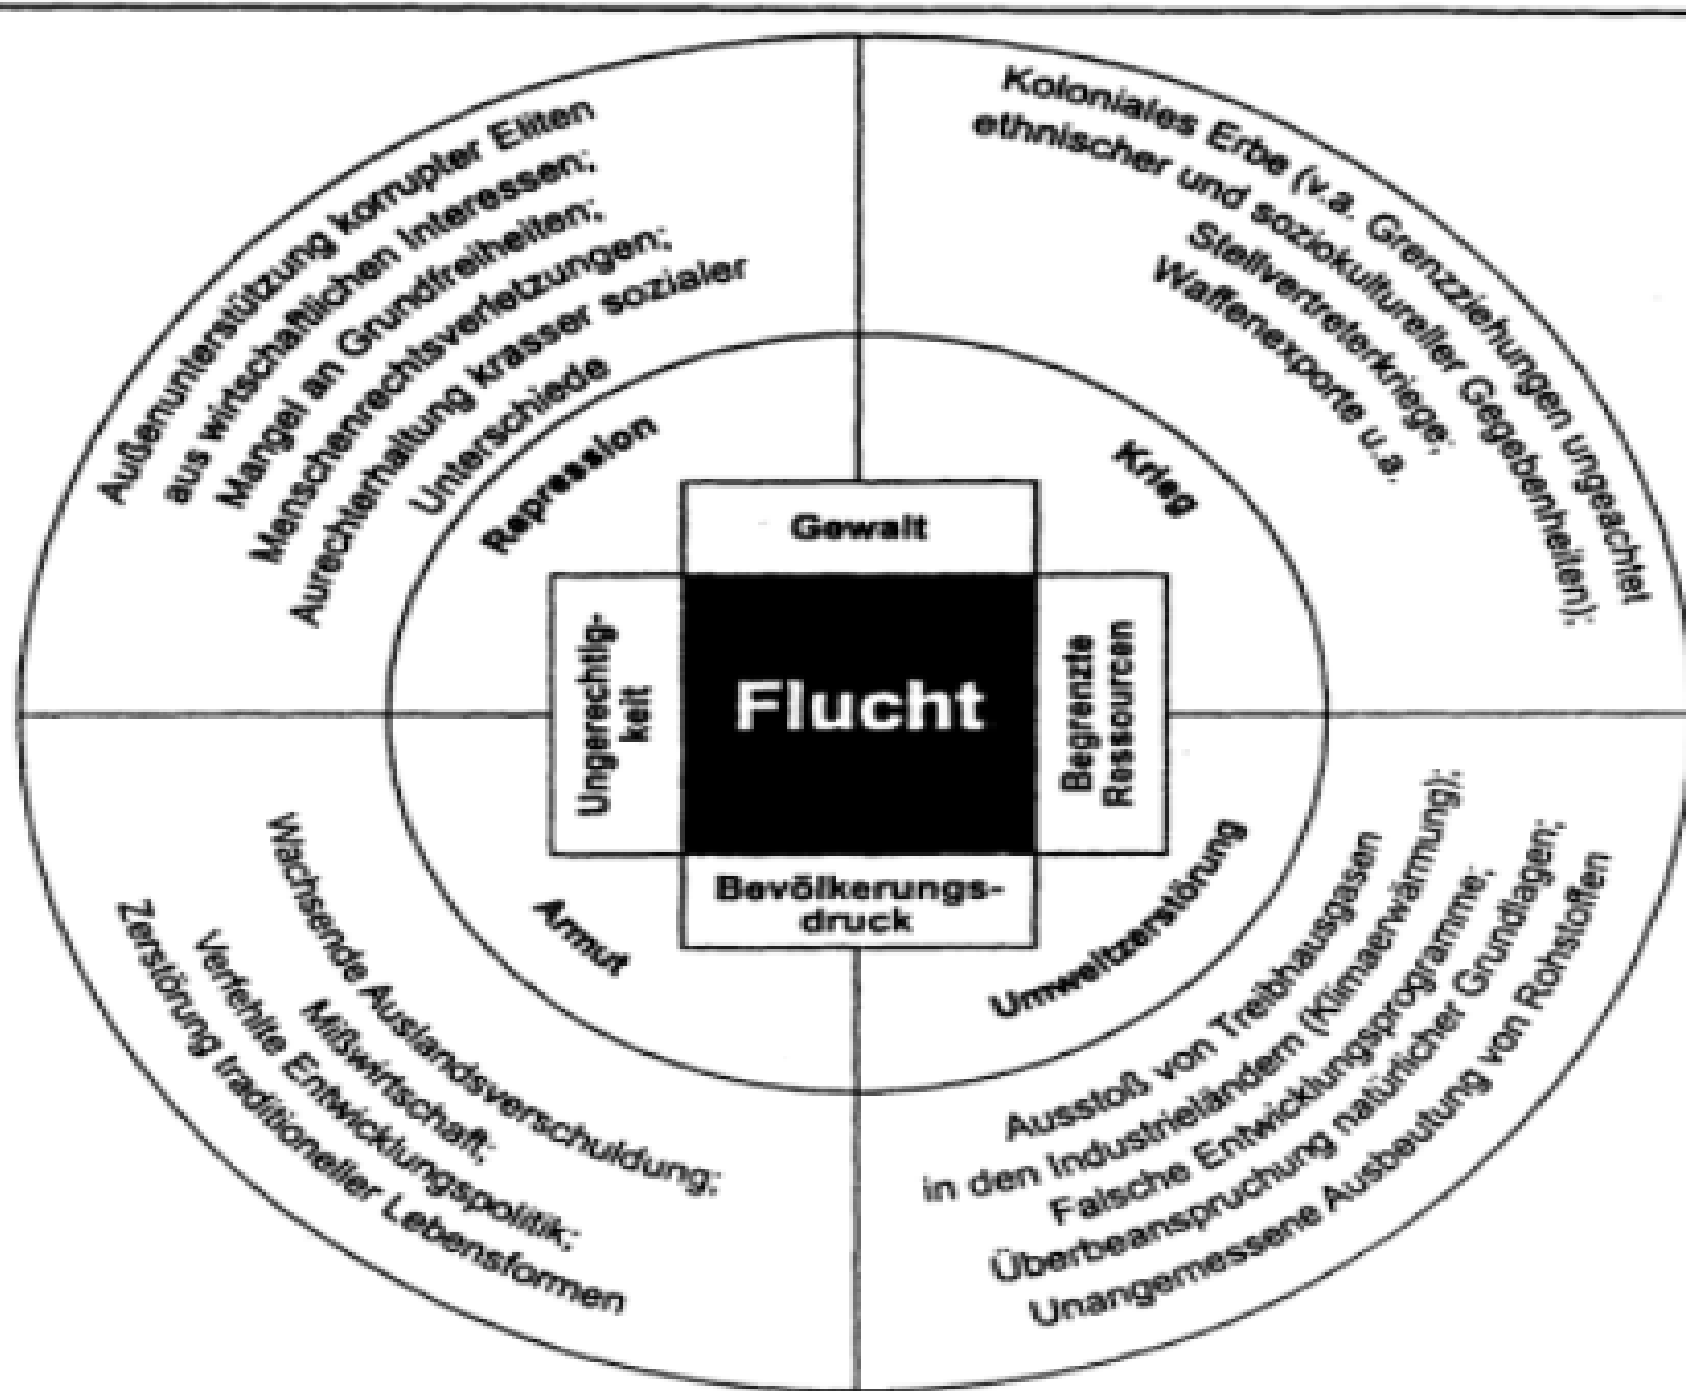 Außenunterstützung korrupter Eliten
aus wirtschaftlichen Interessen;
Mangel an Grundfreiheiten;
Menschenrechtsverletzungen;
Aurechterhaltung krasser sozialer
Unterschiede
Repression
Koloniales Erbe (v.a. Grenzziehungen ungeachtet
ethnischer und soziokultureller Gegebenheiten);
Stellvertreterkriege;
Waffenexporte u.a.
Krieg
Gewalt
Ungerechtig-
keit
Flucht
Begrenzte
Ressourcen
Bevölkerungs-
druck
Armut
Wachsende Auslandsverschuldung;
Mißwirtschaft;
Verfehlte Entwicklungspolitik;
Zerstörung traditioneller Lebensformen
Umweltzerstörung
Ausstoß von Treibhausgasen
in den Industrieländern (Klimaerwärmung);
Falsche Entwicklungsprogramme;
Überbeanspruchung natürlicher Grundlagen;
Unangemessene Ausbeutung von Rohstoffen